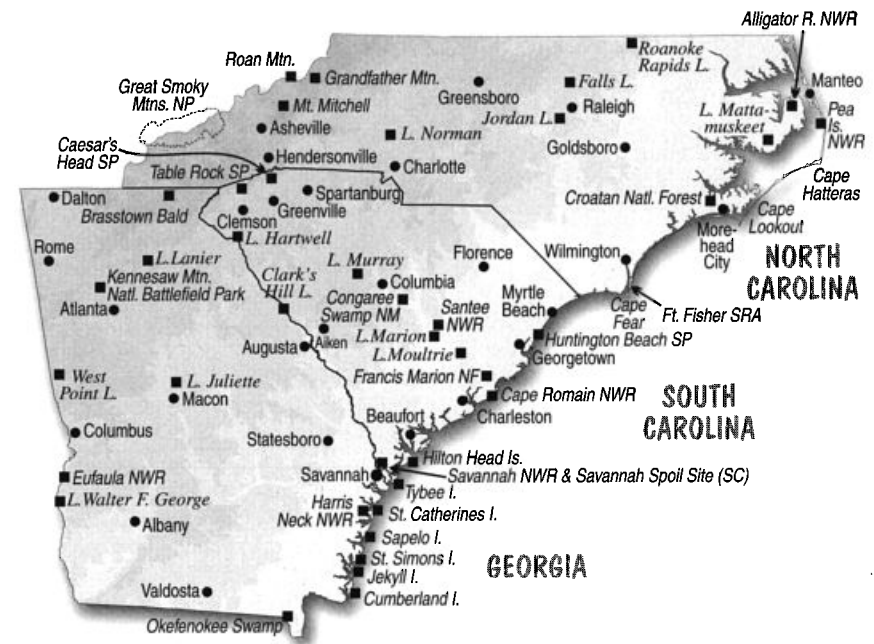 Alligator R. NWR
Roan Mtn.
Roanoke
Rapids L.
Great Smoky
Mtns. NP
Grandfather Mtn.
Falls L.
Manteo
Greensboro
Mt. Mitchell
Raleigh
Jordan L.
L. Matta-
muskeet
Pea
Is.
NWR
Asheville
L. Norman
Caesar's
Head SP
Goldsboro
Hendersonville
Charlotte
Table Rock SP
Cape
Hatteras
Dalton
Brasstown Bald
Spartanburg
Greenville
Clemson
Croatan Natl. Forest
Cape
Lookout
More-
head
City
L. Hartwell
Rome
L.Lanier
L. Murray
Florence
Wilmington
NORTH
CAROLINA
Kennesaw Mtn.
Natl. Battlefield Park
Clark's
Hill L.
Columbia
Congaree
Swamp NM
Santee
NWR
Myrtle
Beach
Cape
Fear
Ft. Fisher SRA
Atlanta
Aiken
L.Marion
Huntington Beach SP
Augusta
L.Moultrie
Georgetown
West
Point L.
L. Juliette
Francis Marion NF
Macon
Cape Romain NWR
SOUTH
CAROLINA
Beaufort
Charleston
Columbus
Statesboro
Hilton Head Is.
Eufaula NWR
Savannah
Savannah NWR & Savannah Spoil Site (SC)
Tybee I.
L.Walter F. George
Harris
Neck NWR
St. Catherines I.
Albany
Sapelo I.
St. Simons I.
GEORGIA
Jekyll I.
Valdosta
Cumberland I.
Okefenokee Swamp